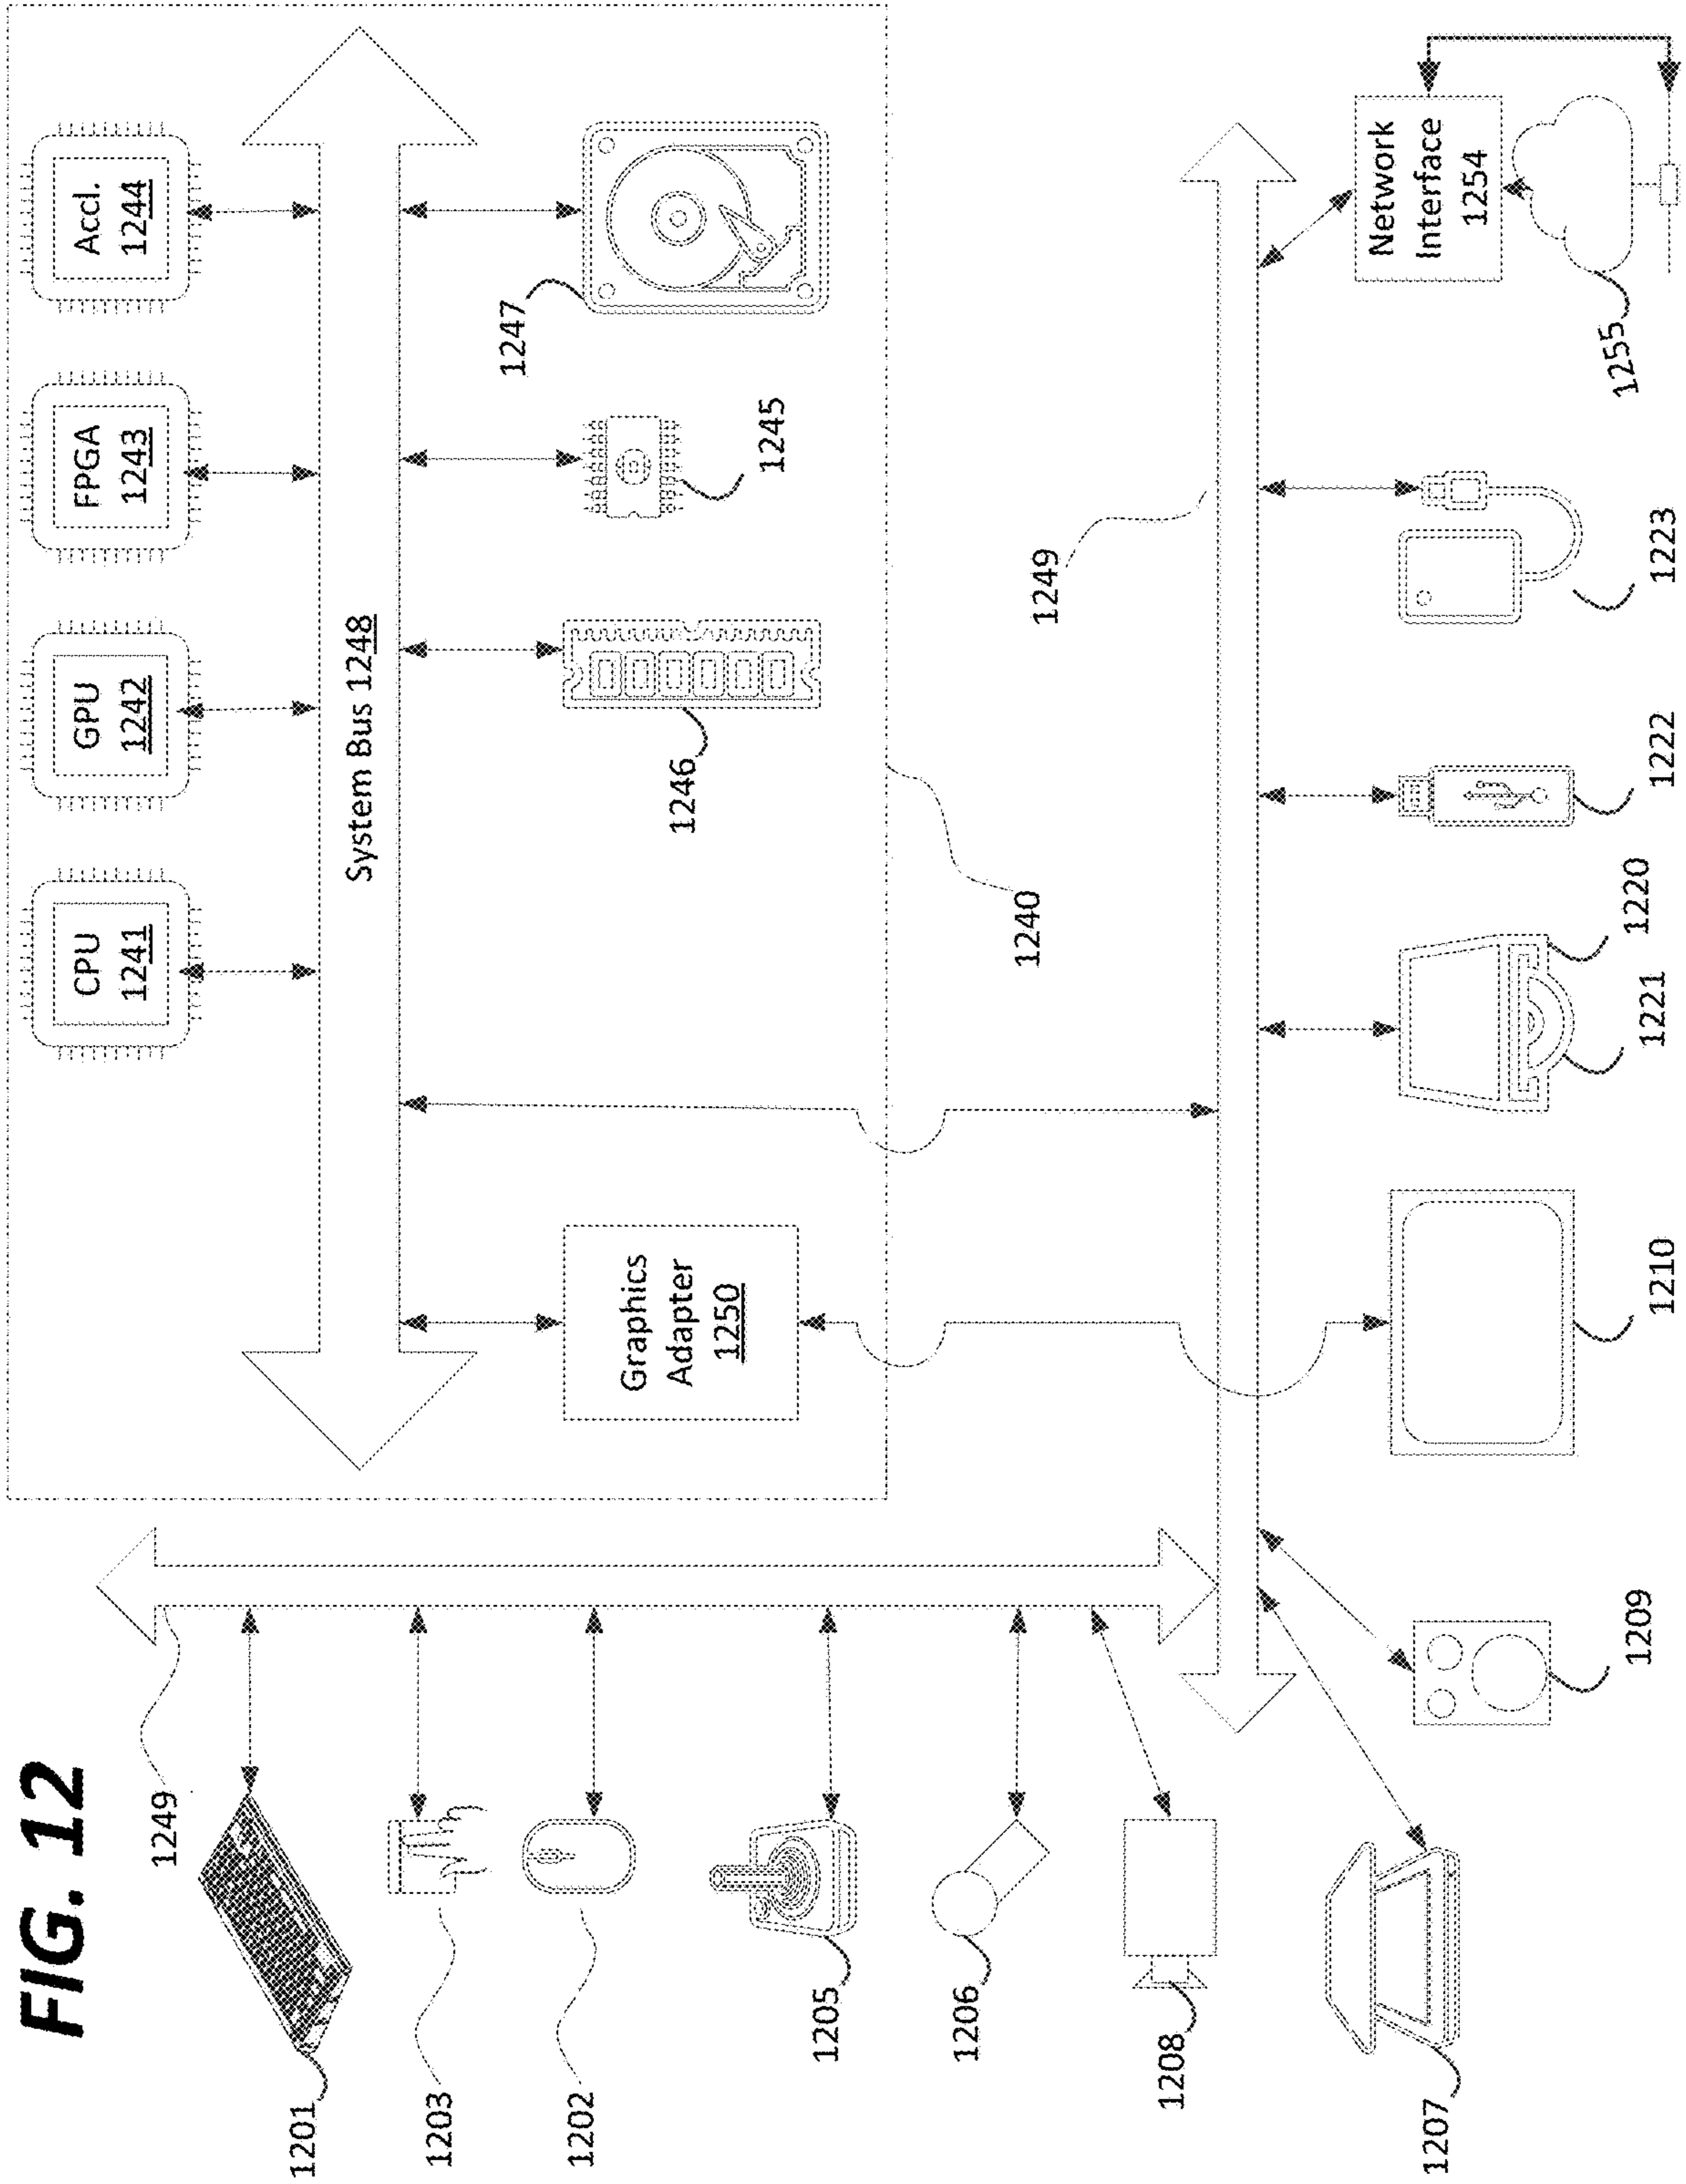 FIG. 12
CPU
1241
GPU
1242
FPGA
1243
Accl.
1244
System Bus 1248
1249
1201
1203
1202
1205
1206
1208
1207
Graphics
Adapter
1250
1246
1245
1247
1240
1249
1209
1210
1221
1220
1222
1223
1255
Network
Interface
1254